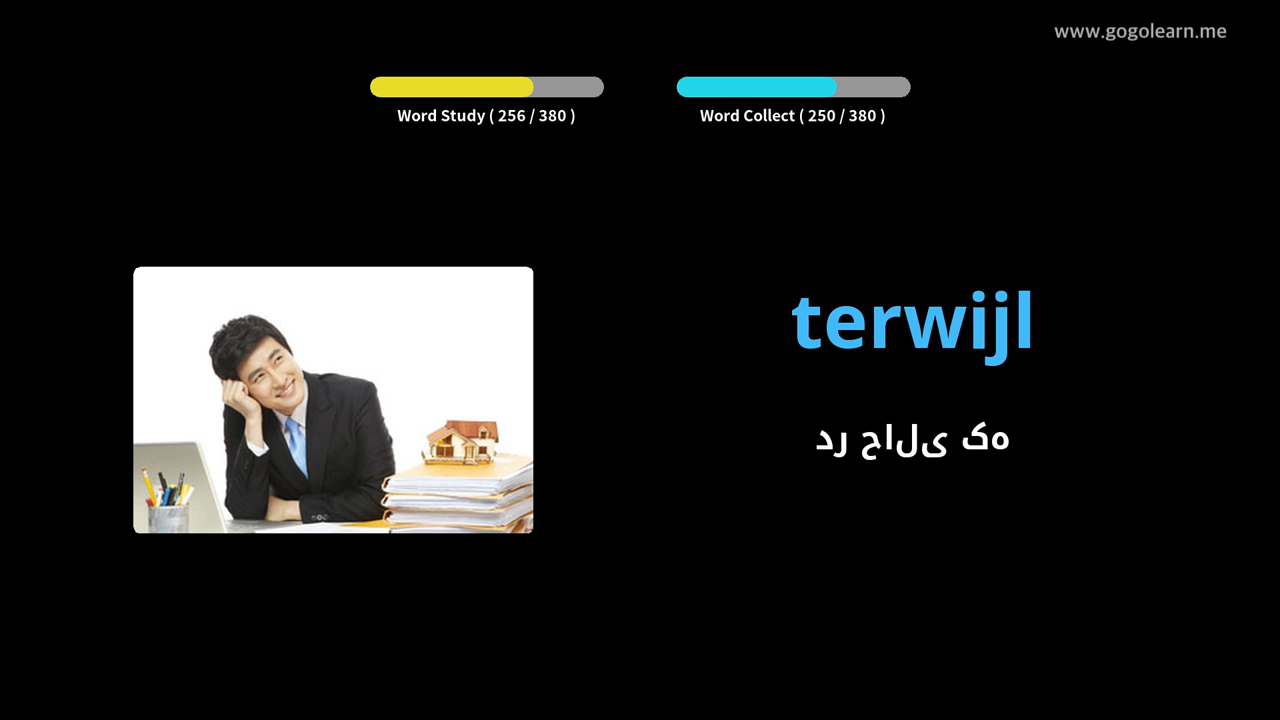 www.gogolearn.me
Word Study ( 256 / 380 )
Word Collect ( 250 / 380 )
terwijl
در حالی که